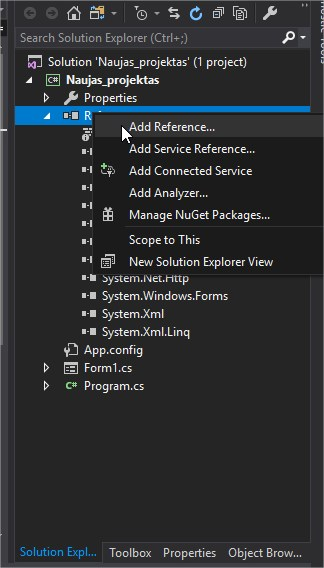 Search Solution Explorer (Ctrl+;)
Solution 'Naujas_projektas' (1 project)
Naujas_projektas
Properties
Add Reference...
Add Service Reference...
Add Connected Service
Add Analyzer...
Manage NuGet Packages...
Scope to This
New Solution Explorer View
System.Net.Http
System.Windows.Forms
System.Xml
System.Xml.Linq
App.config
Form1.cs
Program.cs
Solution Expl... Toolbox Properties Object Brow...